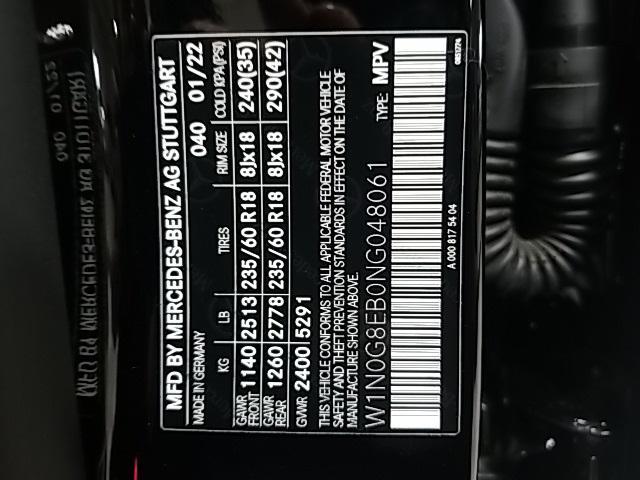 MFD BY MERCEDES-BENZ AG STUTTGART
MADE IN GERMANY 040 01/22
KG LB TIRES RIM SIZE COLD KPA(PSI)
GAWR FRONT 1140 2513 235/60 R18 8Jx18 240(35)
GAWR REAR 1260 2778 235/60 R18 8Jx18 290(42)
GVWR 2400 5291
THIS VEHICLE CONFORMS TO ALL APPLICABLE FEDERAL MOTOR VEHICLE
SAFETY AND THEFT PREVENTION STANDARDS IN EFFECT ON THE DATE OF
MANUFACTURE SHOWN ABOVE.
W1N0G8EB0NG048061 TYPE: MPV
A 000 817 54 04